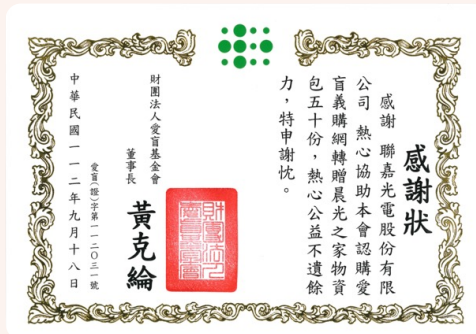 感謝狀
感謝 聯嘉光電股份有限
公司 熱心協助本會認購愛
盲義購網轉贈晨光之家物資
包五十份，熱心公益不遺餘
力，特申謝忱。
財團法人愛盲基金會
董事長 黃克綸
愛盲(證)字第一一二〇三一號
中華民國一一二年九月十八日